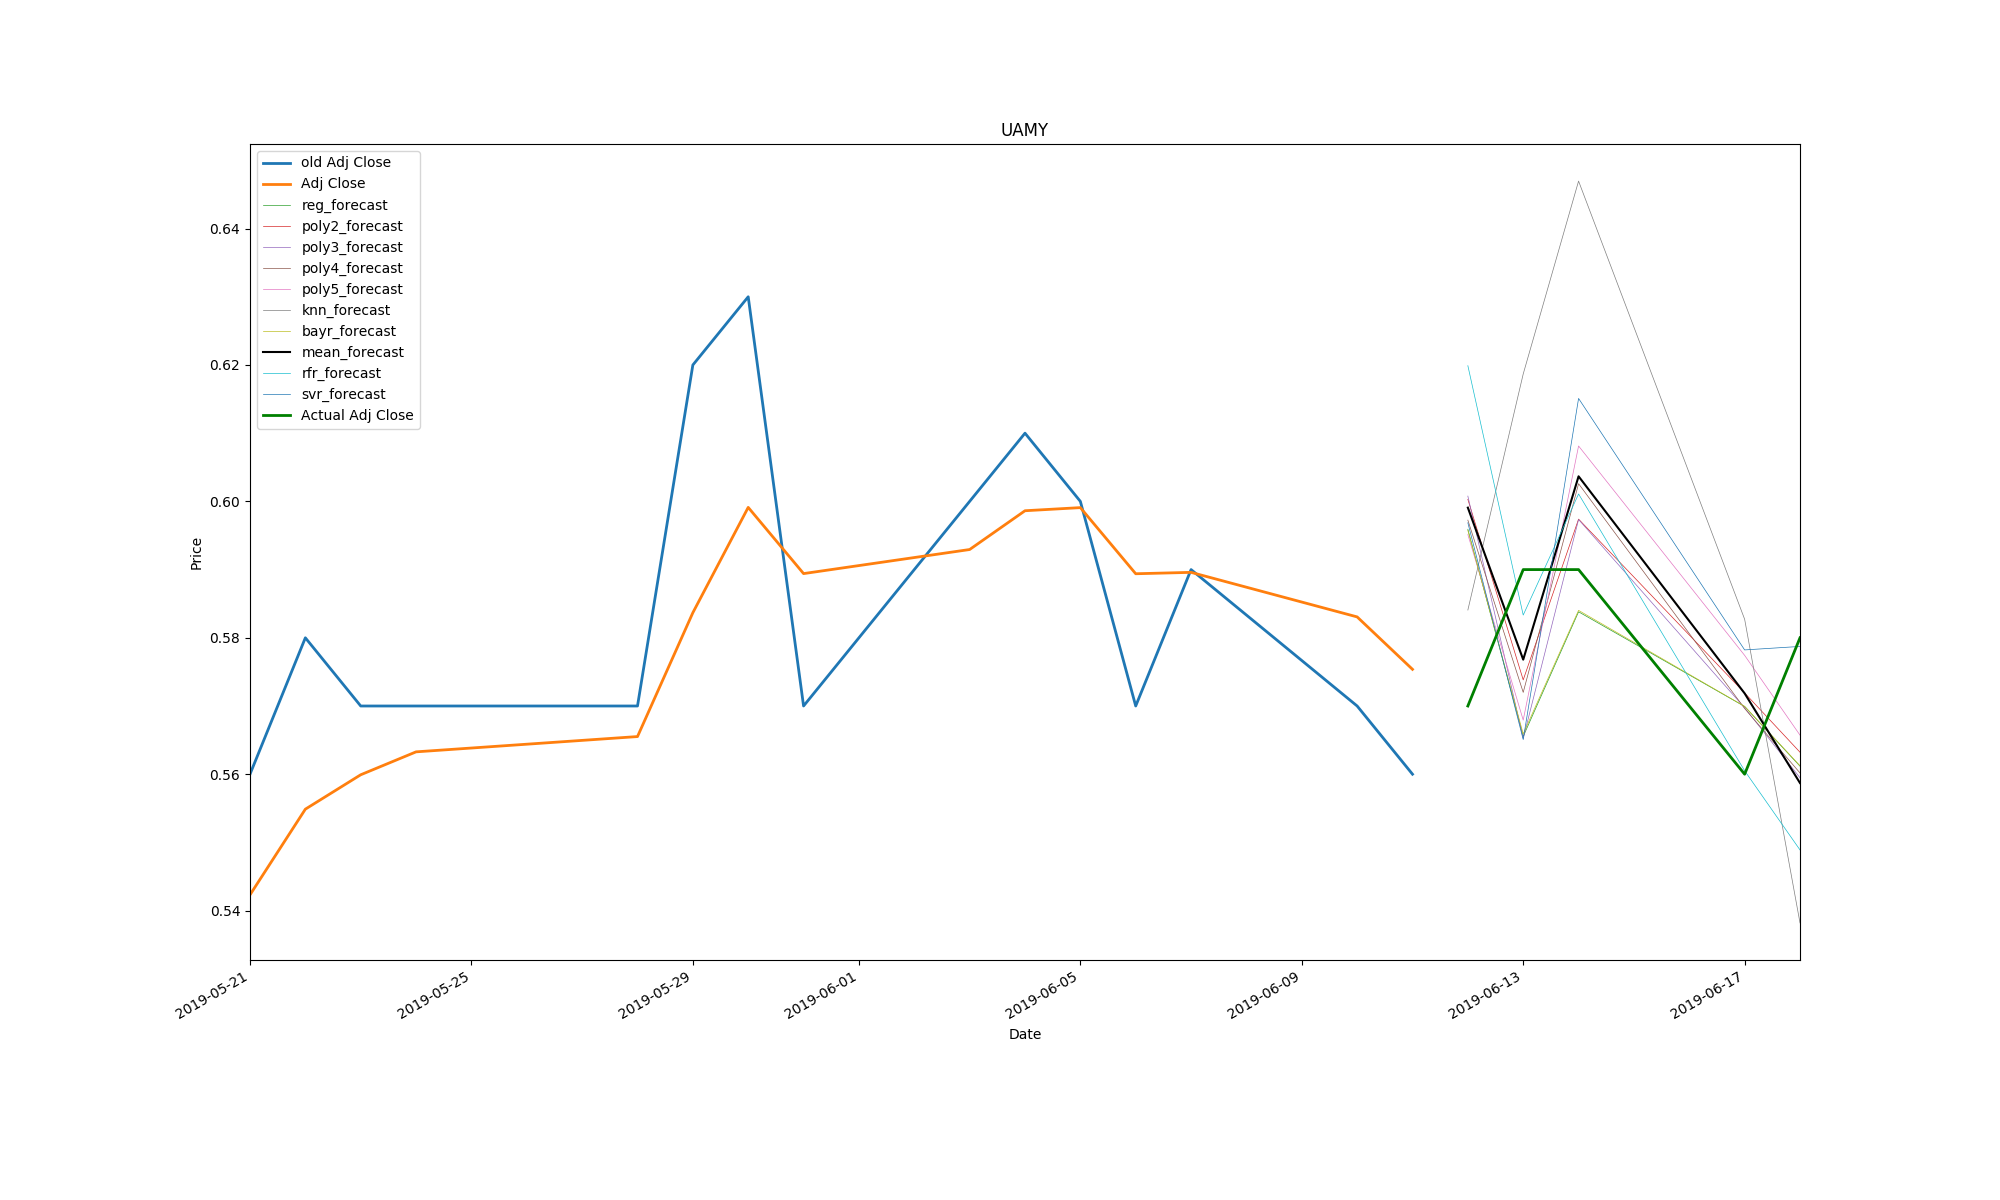 UAMY
old Adj Close
Adj Close
reg_forecast
poly2_forecast
poly3_forecast
poly4_forecast
poly5_forecast
knn_forecast
bayr_forecast
mean_forecast
rfr_forecast
svr_forecast
Actual Adj Close
0.64
0.62
0.60
0.58
0.56
0.54
Price
2019-05-21
2019-05-25
2019-05-29
2019-06-01
2019-06-05
2019-06-09
2019-06-13
2019-06-17
Date